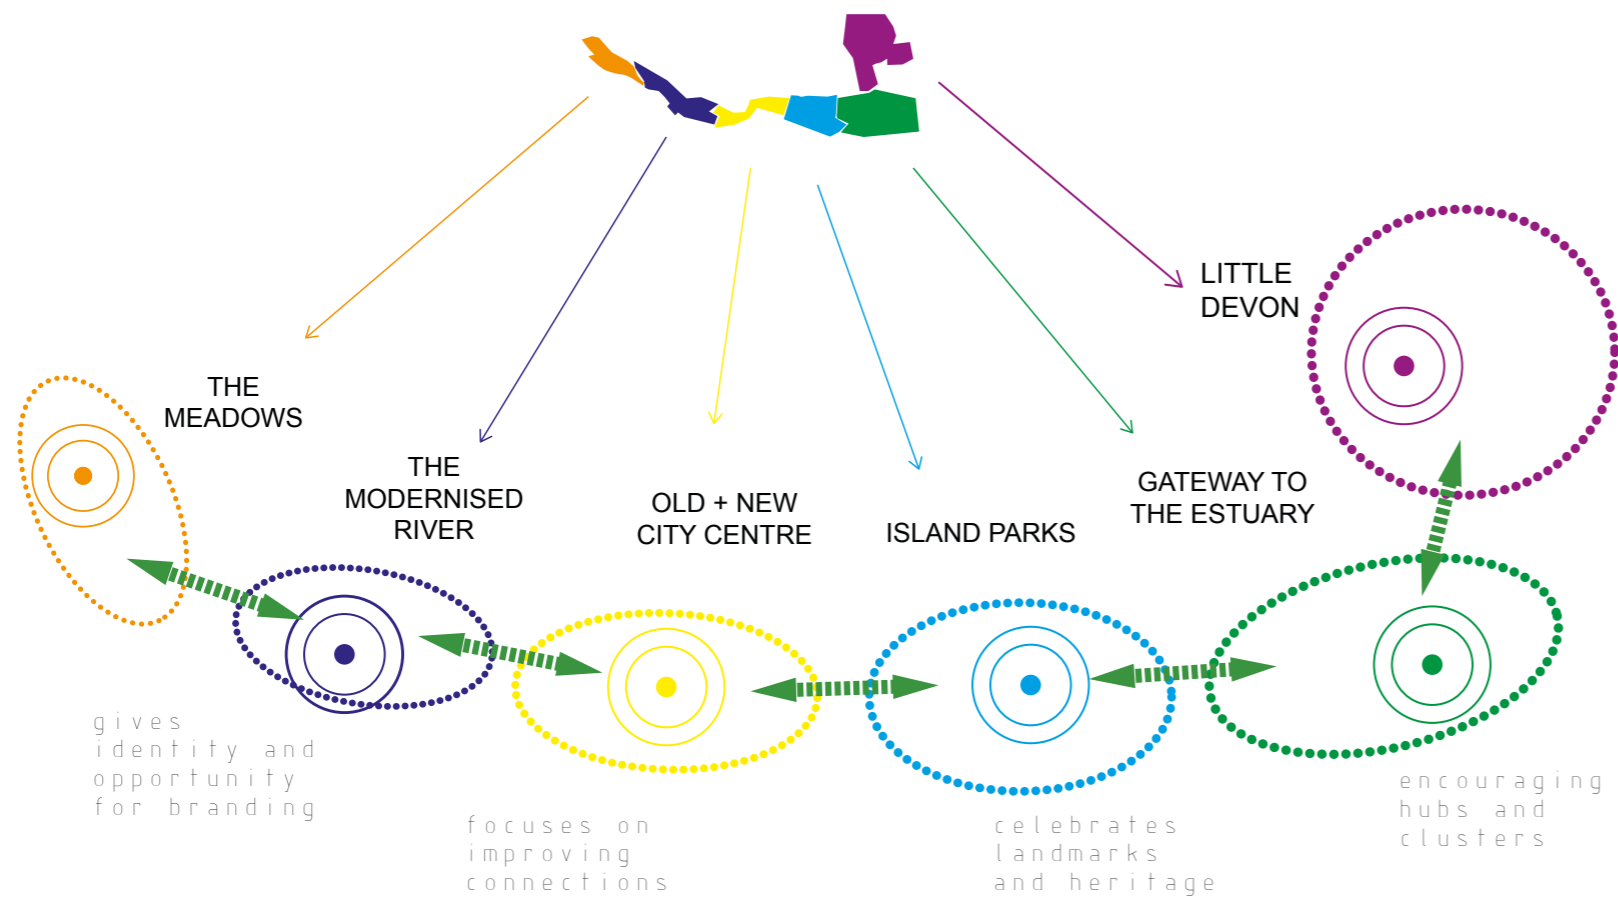 LITTLE
DEVON
THE
MEADOWS
THE
MODERNISED
RIVER
OLD + NEW
CITY CENTRE
ISLAND PARKS
GATEWAY TO
THE ESTUARY
gives
identity and
opportunity
for branding
focuses on
improving
connections
celebrates
landmarks
and heritage
encouraging
hubs and
clusters